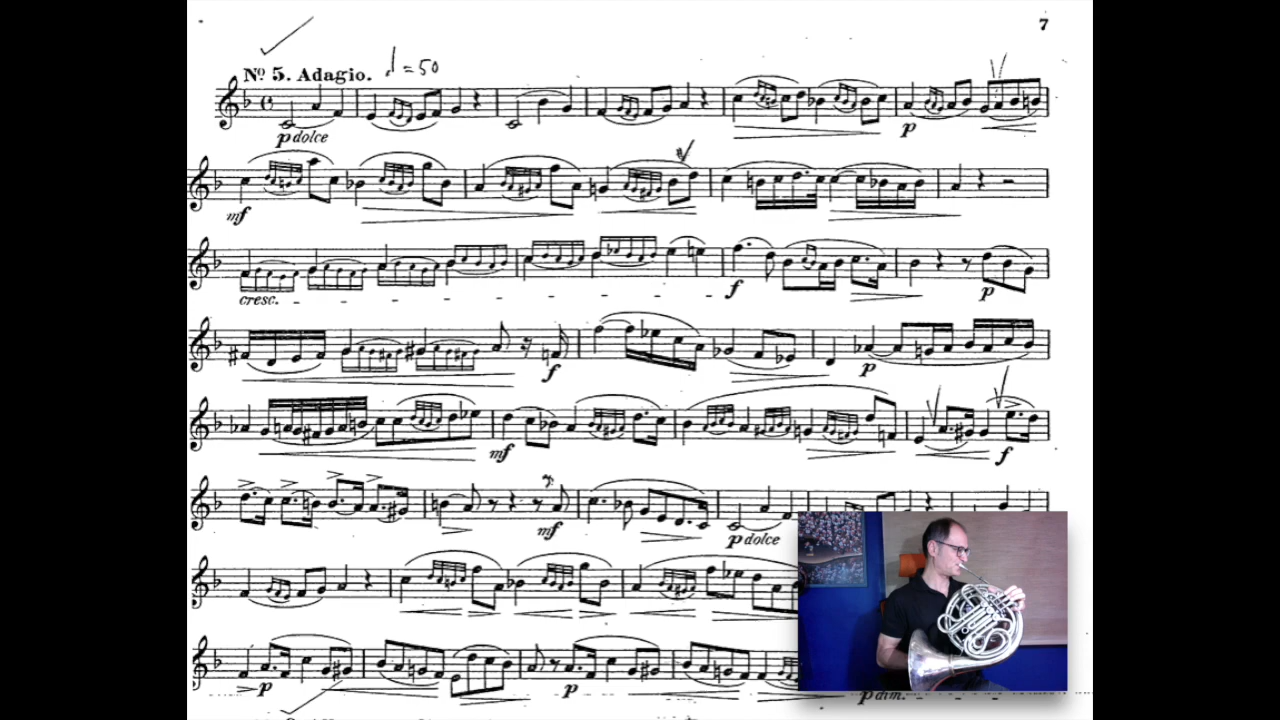 7
Nº 5. Adagio. ♩=50
p dolce
p
mf
cresc.
f
p
f
p
mf
f
mf
p dolce
p
p
p dim.